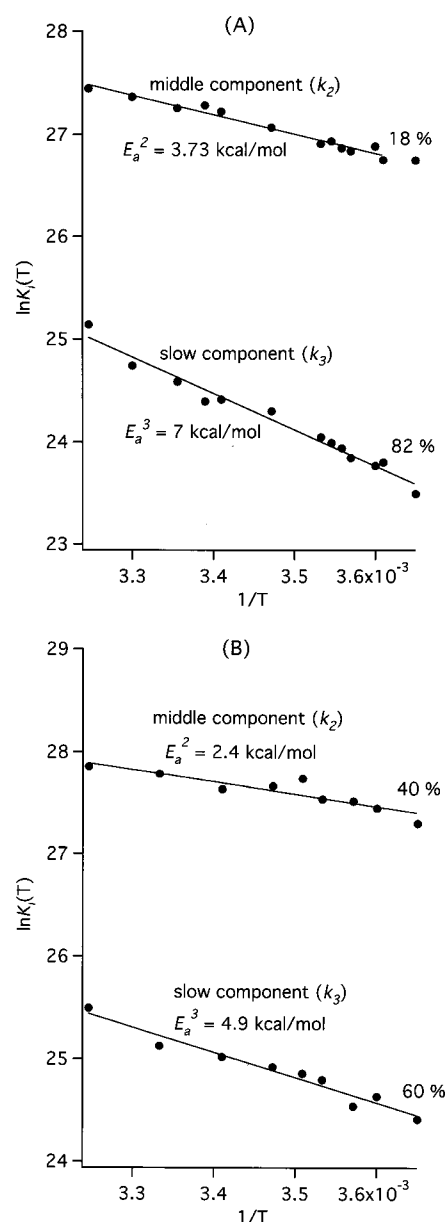 (A)
28
middle component (k₂)
27
18 %
Eₐ² = 3.73 kcal/mol
26
lnKᵢ(T)
25
slow component (k₃)
24
Eₐ³ = 7 kcal/mol
82 %
23
3.3 3.4 3.5 3.6x10⁻³
1/T
(B)
29
middle component (k₂)
28
Eₐ² = 2.4 kcal/mol
40 %
27
lnKᵢ(T)
26
slow component (k₃)
Eₐ³ = 4.9 kcal/mol
25
60 %
24
3.3 3.4 3.5 3.6x10⁻³
1/T